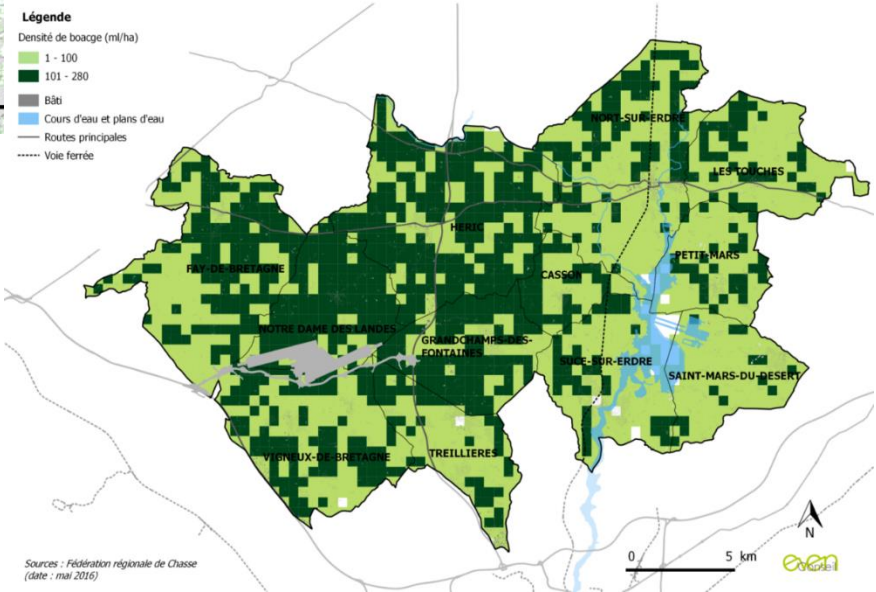 Légende
Densité de boacge (ml/ha)
1 - 100
101 - 280
Bâti
Cours d'eau et plans d'eau
Routes principales
Voie ferrée
NORT-SUR-ERDRE
LES TOUCHES
HERIC
PETIT-MARS
FAY-DE-BRETAGNE
CASSON
NOTRE DAME DES LANDES
GRANDCHAMPS-DES-
FONTAINES
SUCE-SUR-ERDRE
SAINT-MARS-DU-DESERT
VIGNEUX-DE-BRETAGNE
TREILLIERES
N
0 5 km
Sources : Fédération régionale de Chasse
(date : mai 2016)
even
Conseil